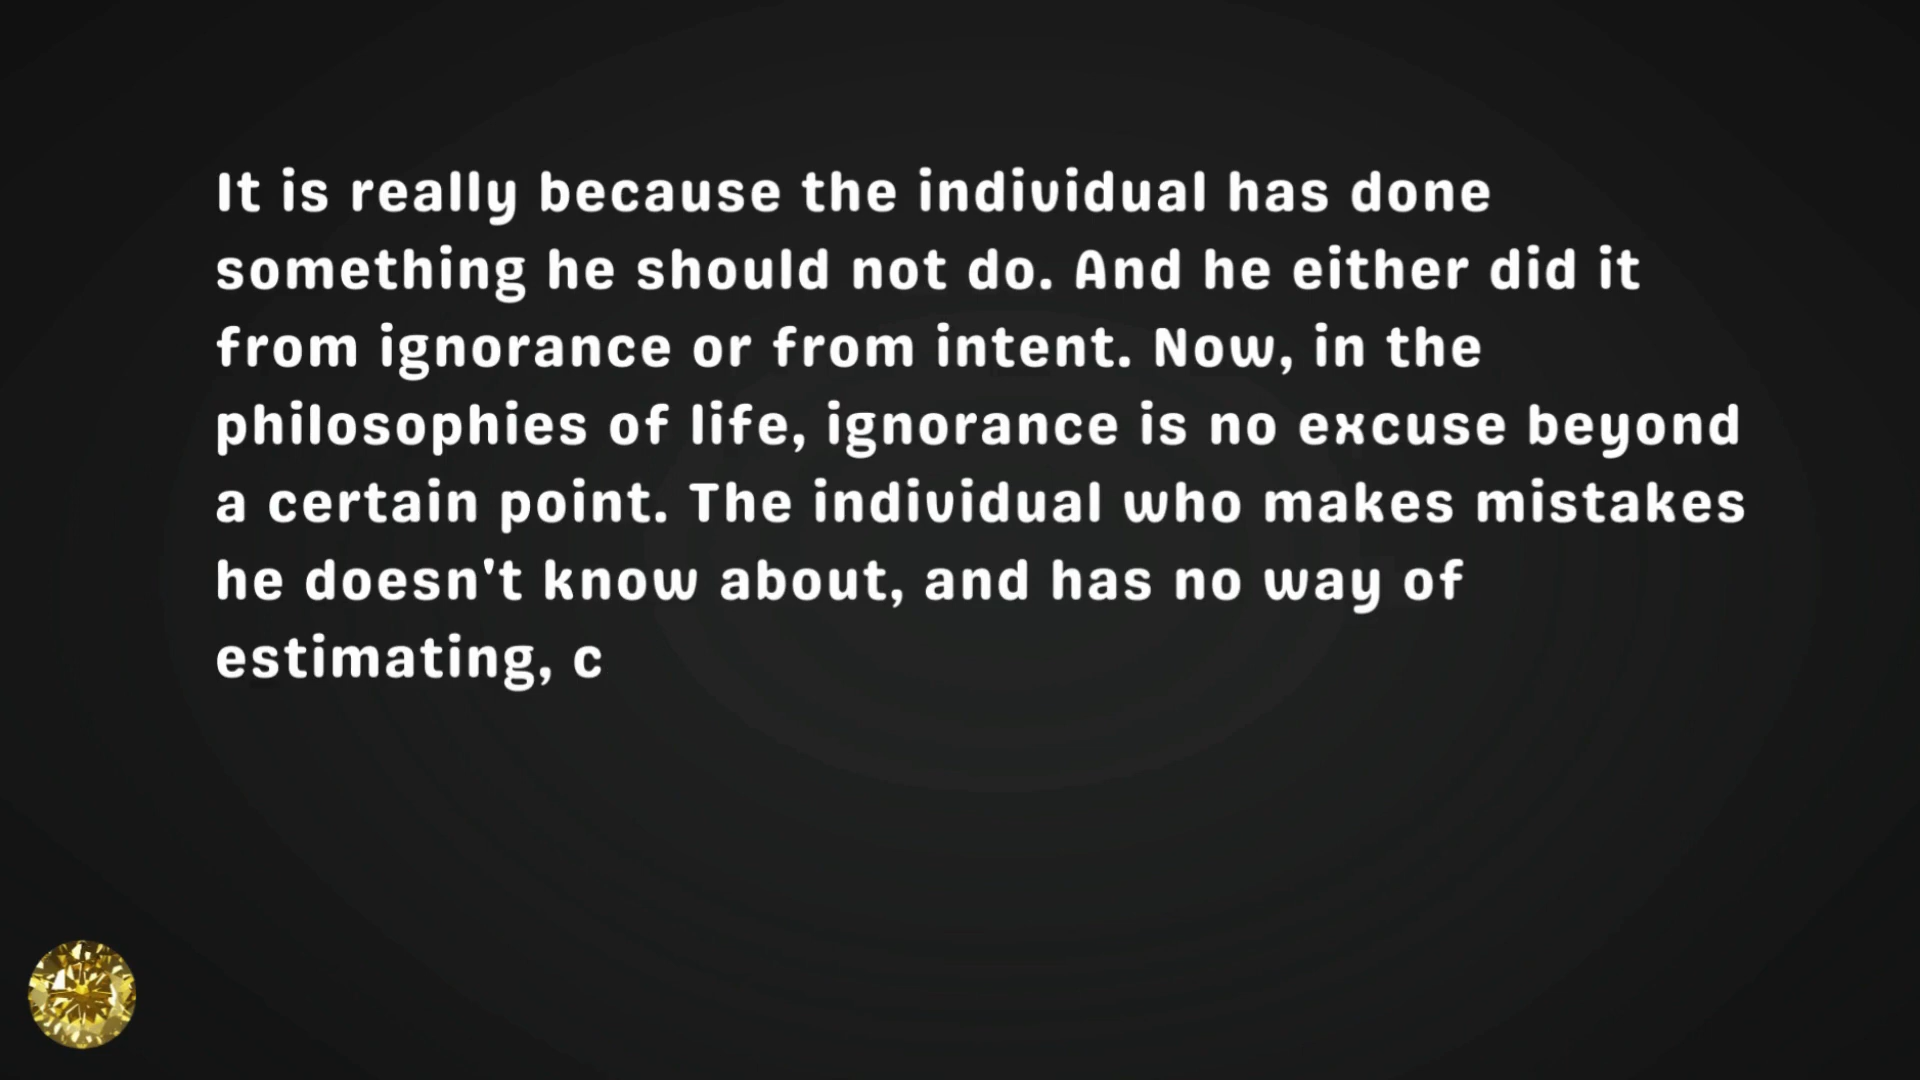 It is really because the individual has done
something he should not do. And he either did it
from ignorance or from intent. Now, in the
philosophies of life, ignorance is no excuse beyond
a certain point. The individual who makes mistakes
he doesn't know about, and has no way of
estimating, c